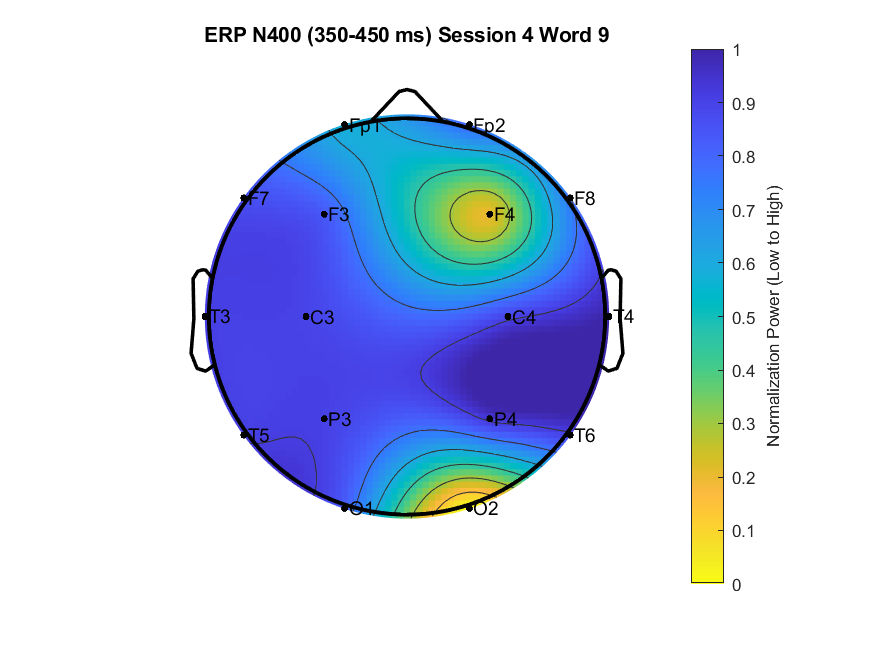 ERP N400 (350-450 ms) Session 4 Word 9
Fp1
Fp2
F7
F3
F4
F8
T3
C3
C4
T4
T5
P3
P4
T6
O1
O2
1
0.9
0.8
0.7
0.6
0.5
0.4
0.3
0.2
0.1
0
Normalization Power (Low to High)